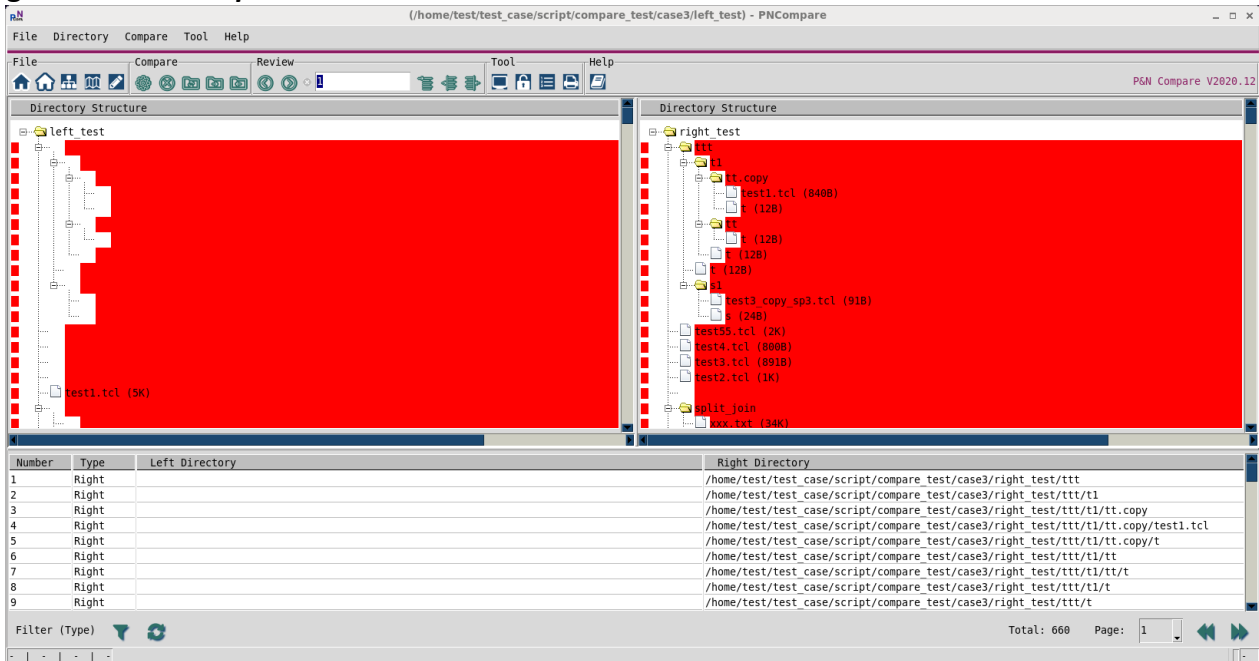 (/home/test/test_case/script/compare_test/case3/left_test) - PNCompare
File Directory Compare Tool Help
File Compare Review Tool Help
1
P&N Compare V2020.12
Directory Structure
left_test
test1.tcl (5K)
Directory Structure
right_test
ttt
t1
tt.copy
test1.tcl (840B)
t (12B)
tt
t (12B)
t (12B)
t (12B)
s1
test3_copy_sp3.tcl (91B)
s (24B)
test55.tcl (2K)
test4.tcl (800B)
test3.tcl (891B)
test2.tcl (1K)
split_join
xxx.txt (34K)
Number Type Left Directory Right Directory
1 Right /home/test/test_case/script/compare_test/case3/right_test/ttt
2 Right /home/test/test_case/script/compare_test/case3/right_test/ttt/t1
3 Right /home/test/test_case/script/compare_test/case3/right_test/ttt/t1/tt.copy
4 Right /home/test/test_case/script/compare_test/case3/right_test/ttt/t1/tt.copy/test1.tcl
5 Right /home/test/test_case/script/compare_test/case3/right_test/ttt/t1/tt.copy/t
6 Right /home/test/test_case/script/compare_test/case3/right_test/ttt/t1/tt
7 Right /home/test/test_case/script/compare_test/case3/right_test/ttt/t1/tt/t
8 Right /home/test/test_case/script/compare_test/case3/right_test/ttt/t1/t
9 Right /home/test/test_case/script/compare_test/case3/right_test/ttt/t
Filter (Type) Total: 660 Page: 1
- | - | - | -